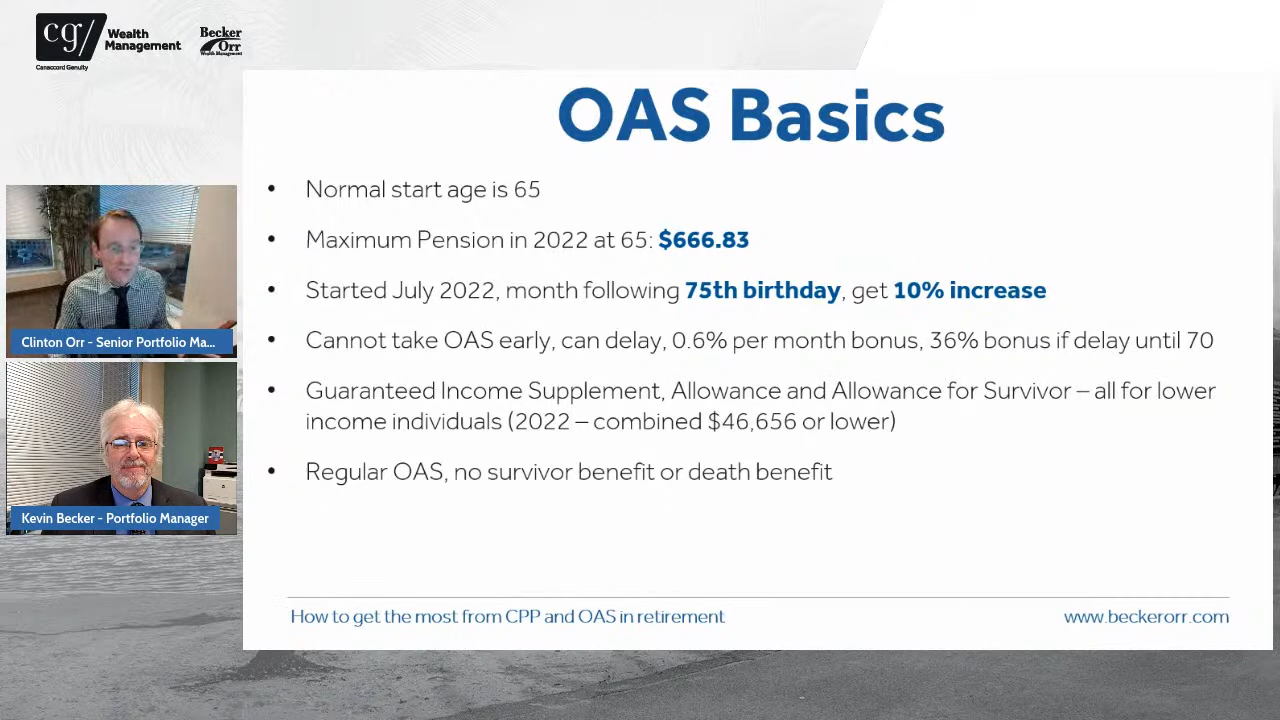 cg/ Wealth
Management
Canaccord Genuity
Becker
Orr
Wealth Management
OAS Basics
• Normal start age is 65
• Maximum Pension in 2022 at 65: $666.83
• Started July 2022, month following 75th birthday, get 10% increase
• Cannot take OAS early, can delay, 0.6% per month bonus, 36% bonus if delay until 70
• Guaranteed Income Supplement, Allowance and Allowance for Survivor – all for lower
income individuals (2022 – combined $46,656 or lower)
• Regular OAS, no survivor benefit or death benefit
Clinton Orr - Senior Portfolio Ma...
Kevin Becker - Portfolio Manager
How to get the most from CPP and OAS in retirement
www.beckerorr.com